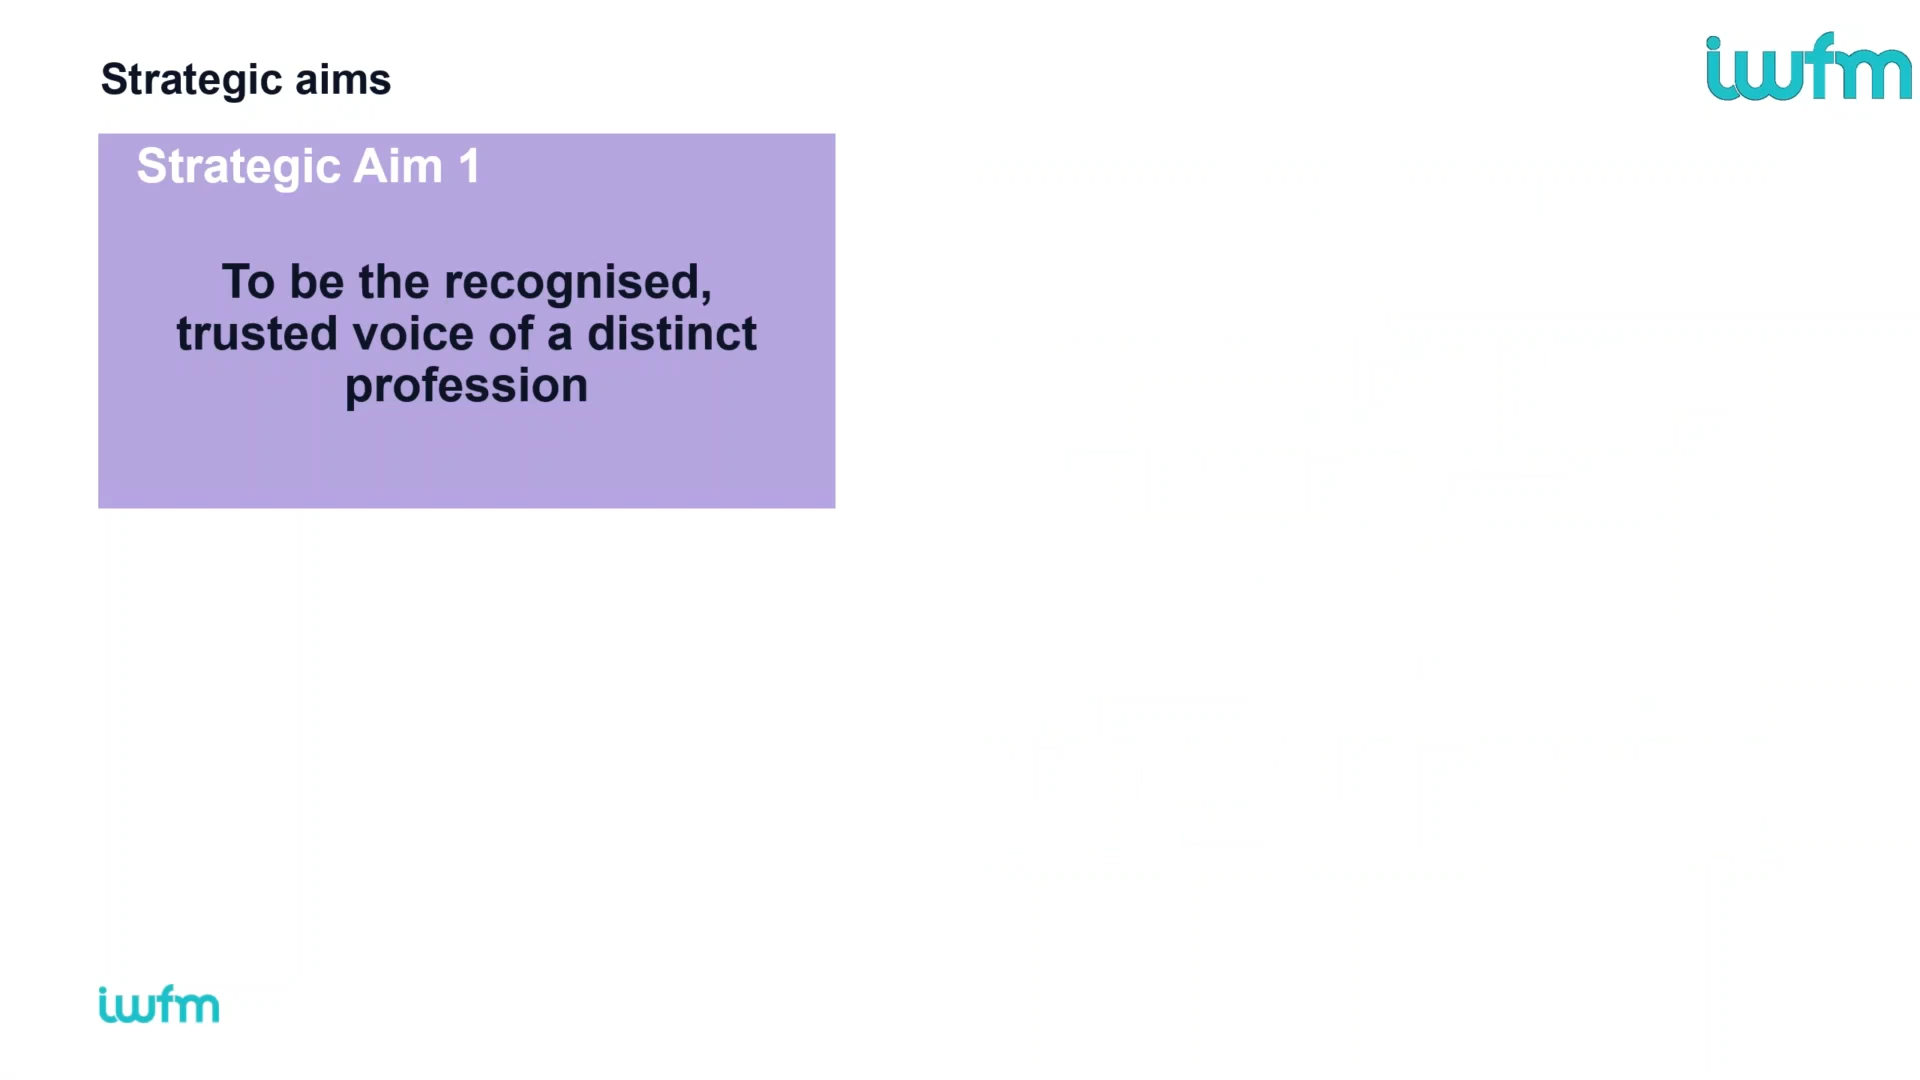 Strategic aims
iwfm
Strategic Aim 1
To be the recognised,
trusted voice of a distinct
profession
iwfm